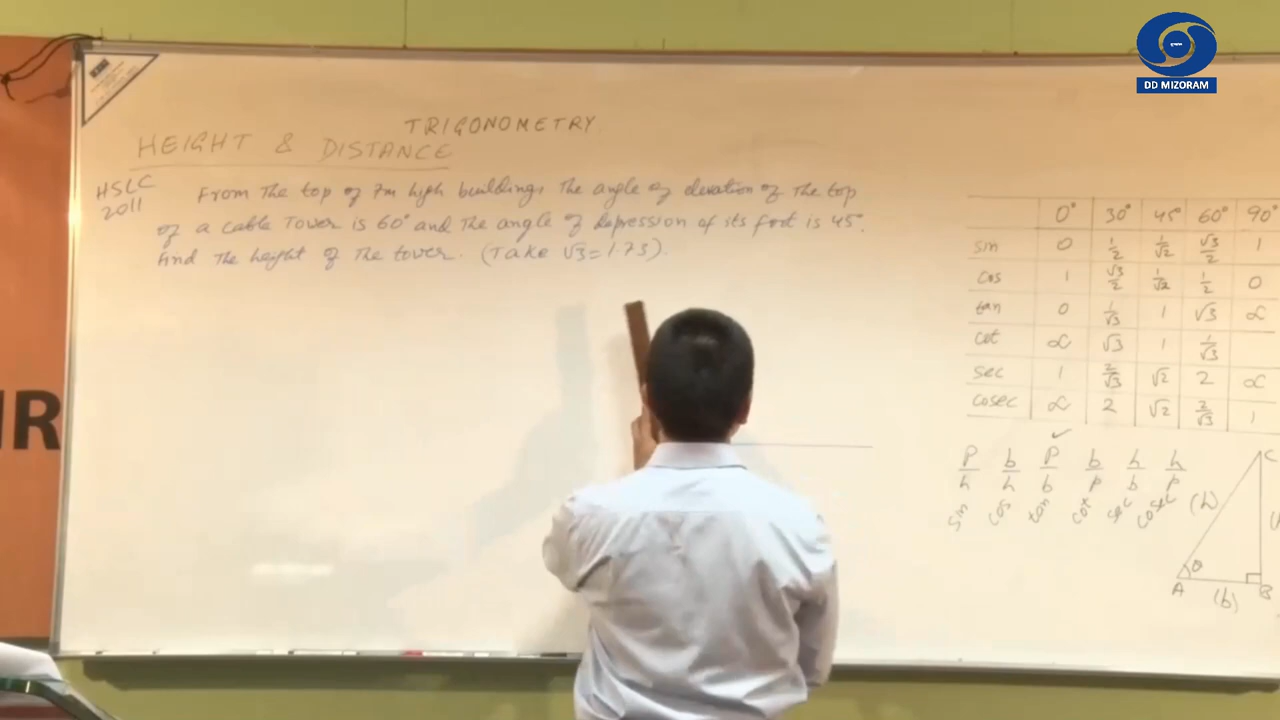 DD MIZORAM
TRIGONOMETRY
HEIGHT & DISTANCE
HSLC
2011
From The top of 7m high building, The angle of elevation of The top
of a cable Tower is 60° and The angle of depression of its foot is 45°.
Find The height of The tower. (Take √3=1.73).
0° 30° 45° 60° 90°
sin 0 1/2 1/√2 √3/2 1
cos 1 √3/2 1/√2 1/2 0
tan 0 1/√3 1 √3 ∝
cot ∝ √3 1 1/√3
sec 1 2/√3 √2 2 ∝
cosec ∝ 2 √2 2/√3 1
P/h b/h P/b b/p h/b h/p
sin cos tan cot sec cosec
C
(h)
θ
A
(b)
B
IR